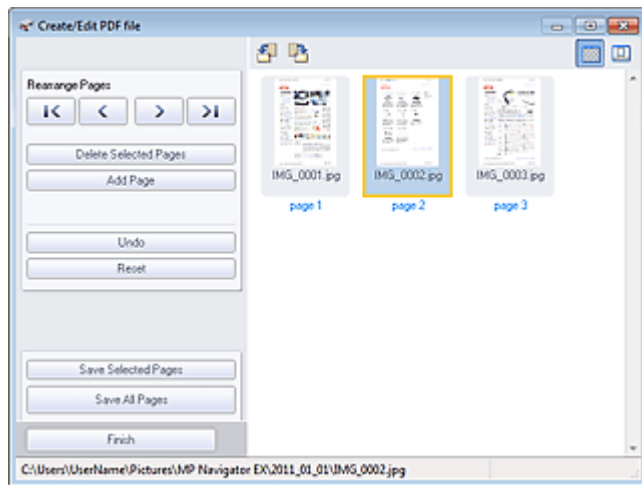 Create/Edit PDF file
Rearrange Pages
Delete Selected Pages
Add Page
Undo
Reset
Save Selected Pages
Save All Pages
Finish
IMG_0001.jpg
IMG_0002.jpg
IMG_0003.jpg
page 1
page 2
page 3
C:\Users\UserName\Pictures\MP Navigator EX\2011_01_01\IMG_0002.jpg